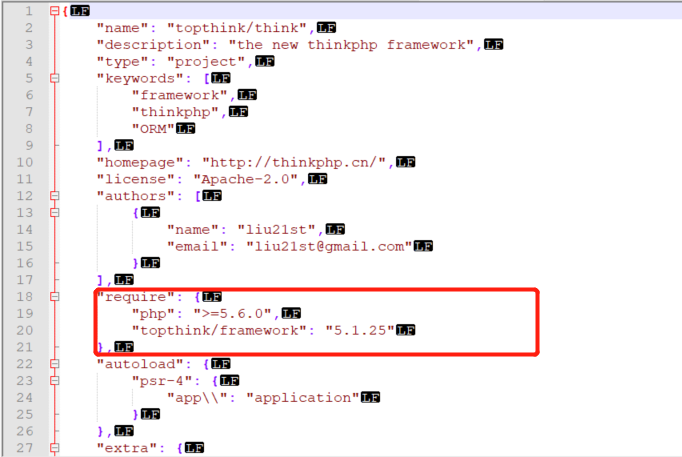 1 {LF
2 "name": "topthink/think",LF
3 "description": "the new thinkphp framework",LF
4 "type": "project",LF
5 "keywords": [LF
6 "framework",LF
7 "thinkphp",LF
8 "ORM"LF
9 ],LF
10 "homepage": "http://thinkphp.cn/",LF
11 "license": "Apache-2.0",LF
12 "authors": [LF
13 {LF
14 "name": "liu21st",LF
15 "email": "liu21st@gmail.com"LF
16 }LF
17 ],LF
18 "require": {LF
19 "php": ">=5.6.0",LF
20 "topthink/framework": "5.1.25"LF
21 },LF
22 "autoload": {LF
23 "psr-4": {LF
24 "app\\": "application"LF
25 }LF
26 },LF
27 "extra": {LF